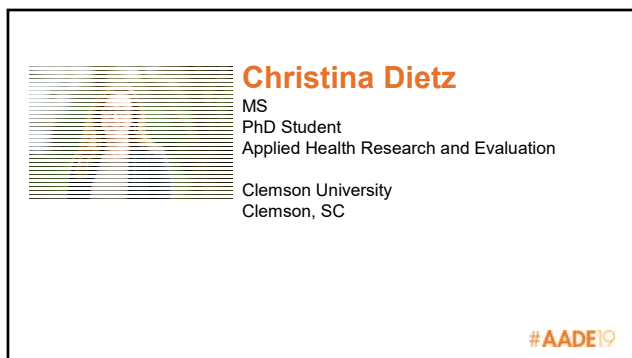 Christina Dietz
MS
PhD Student
Applied Health Research and Evaluation
Clemson University
Clemson, SC
#AADE19